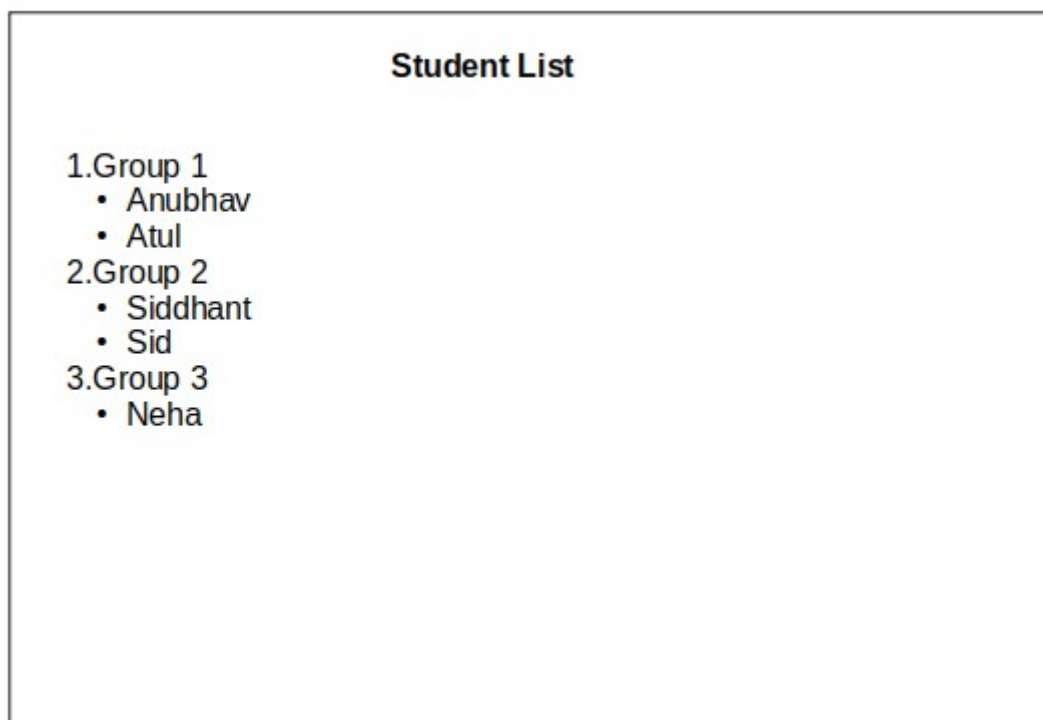 Student List
1.Group 1
• Anubhav
• Atul
2.Group 2
• Siddhant
• Sid
3.Group 3
• Neha